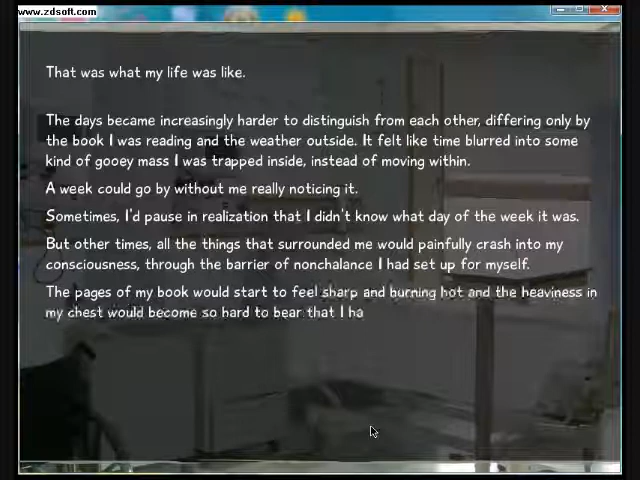 www.zdsoft.com
That was what my life was like.
The days became increasingly harder to distinguish from each other, differing only by
the book I was reading and the weather outside. It felt like time blurred into some
kind of gooey mass I was trapped inside, instead of moving within.
A week could go by without me really noticing it.
Sometimes, I'd pause in realization that I didn't know what day of the week it was.
But other times, all the things that surrounded me would painfully crash into my
consciousness, through the barrier of nonchalance I had set up for myself.
The pages of my book would start to feel sharp and burning hot and the heaviness in
my chest would become so hard to bear that I ha